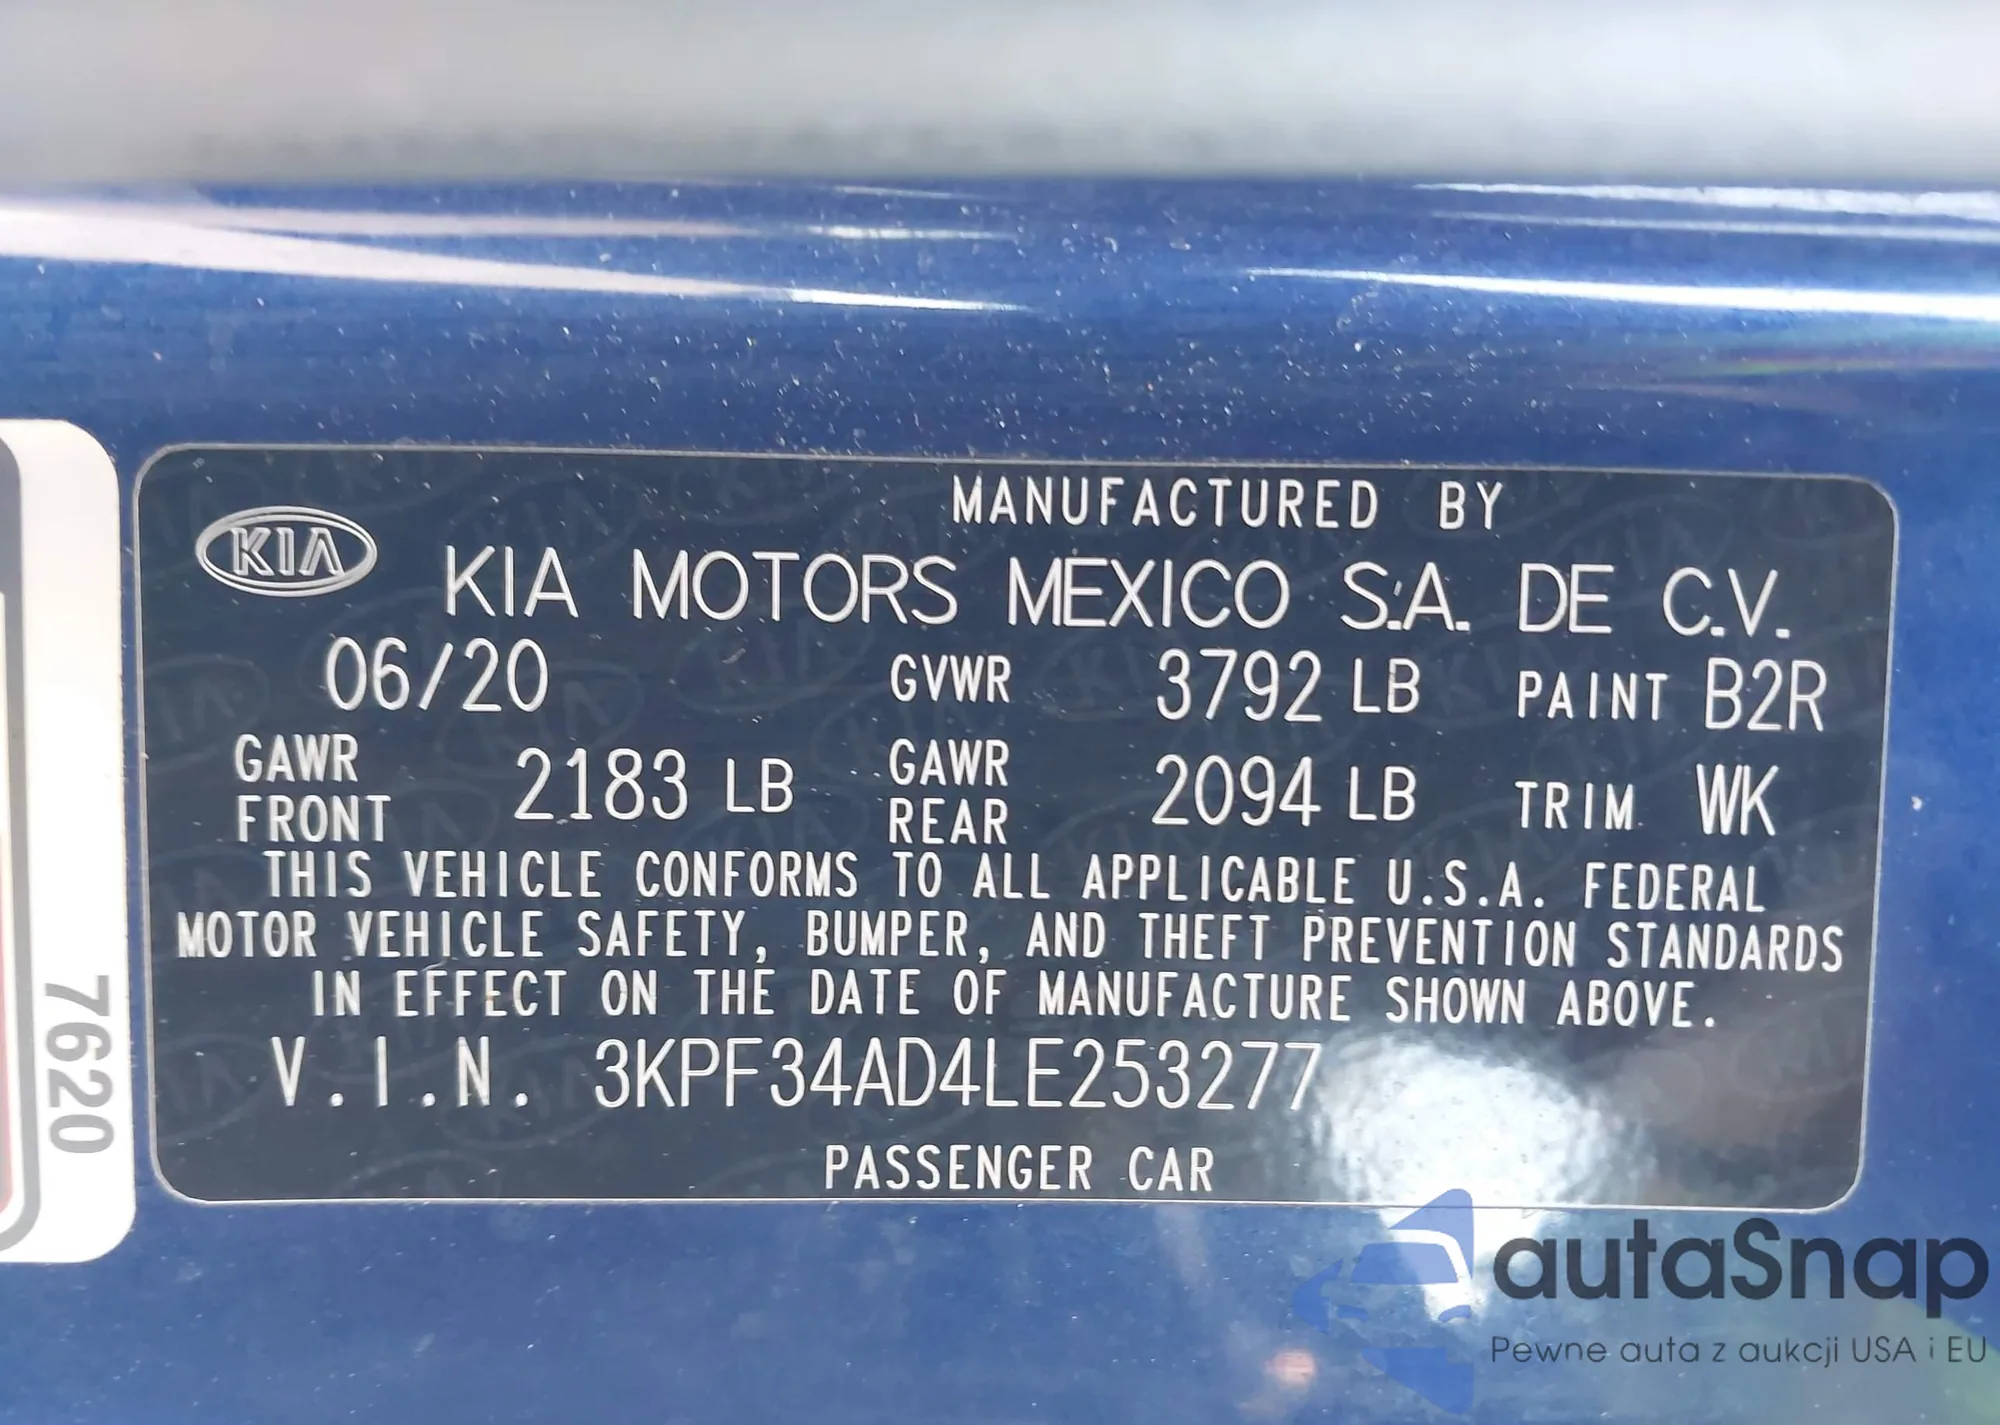 MANUFACTURED BY
KIA
KIA MOTORS MEXICO S.A. DE C.V.
06/20 GVWR 3792 LB PAINT B2R
GAWR FRONT 2183 LB GAWR REAR 2094 LB TRIM WK
THIS VEHICLE CONFORMS TO ALL APPLICABLE U.S.A. FEDERAL
MOTOR VEHICLE SAFETY, BUMPER, AND THEFT PREVENTION STANDARDS
IN EFFECT ON THE DATE OF MANUFACTURE SHOWN ABOVE.
V.I.N. 3KPF34AD4LE253277
PASSENGER CAR
7620
autaSnap
Pewne auta z aukcji USA i EU